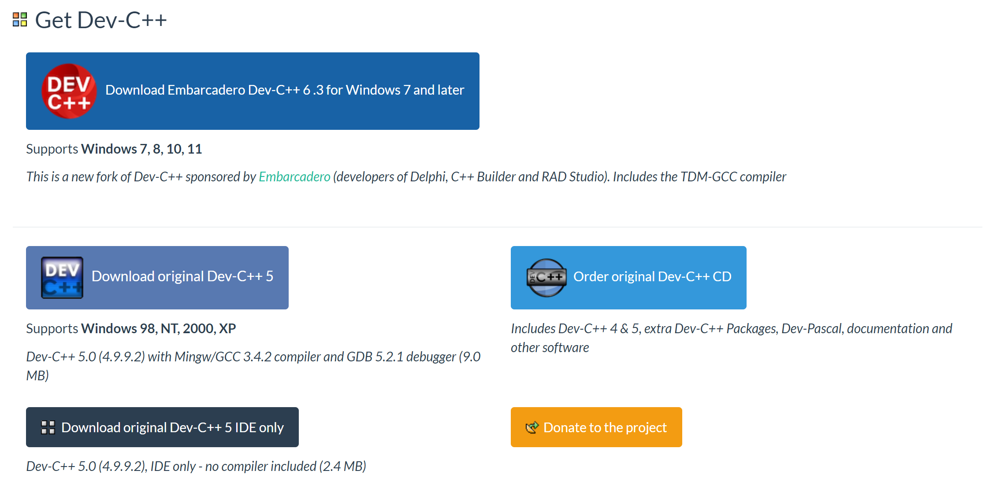 Get Dev-C++
DEV
C++
Download Embarcadero Dev-C++ 6 .3 for Windows 7 and later
Supports Windows 7, 8, 10, 11
This is a new fork of Dev-C++ sponsored by Embarcadero (developers of Delphi, C++ Builder and RAD Studio). Includes the TDM-GCC compiler
DEV
C++
Download original Dev-C++ 5
DEV
C++
Order original Dev-C++ CD
Supports Windows 98, NT, 2000, XP
Dev-C++ 5.0 (4.9.9.2) with Mingw/GCC 3.4.2 compiler and GDB 5.2.1 debugger (9.0
MB)
Includes Dev-C++ 4 & 5, extra Dev-C++ Packages, Dev-Pascal, documentation and
other software
Download original Dev-C++ 5 IDE only
Dev-C++ 5.0 (4.9.9.2), IDE only - no compiler included (2.4 MB)
Donate to the project